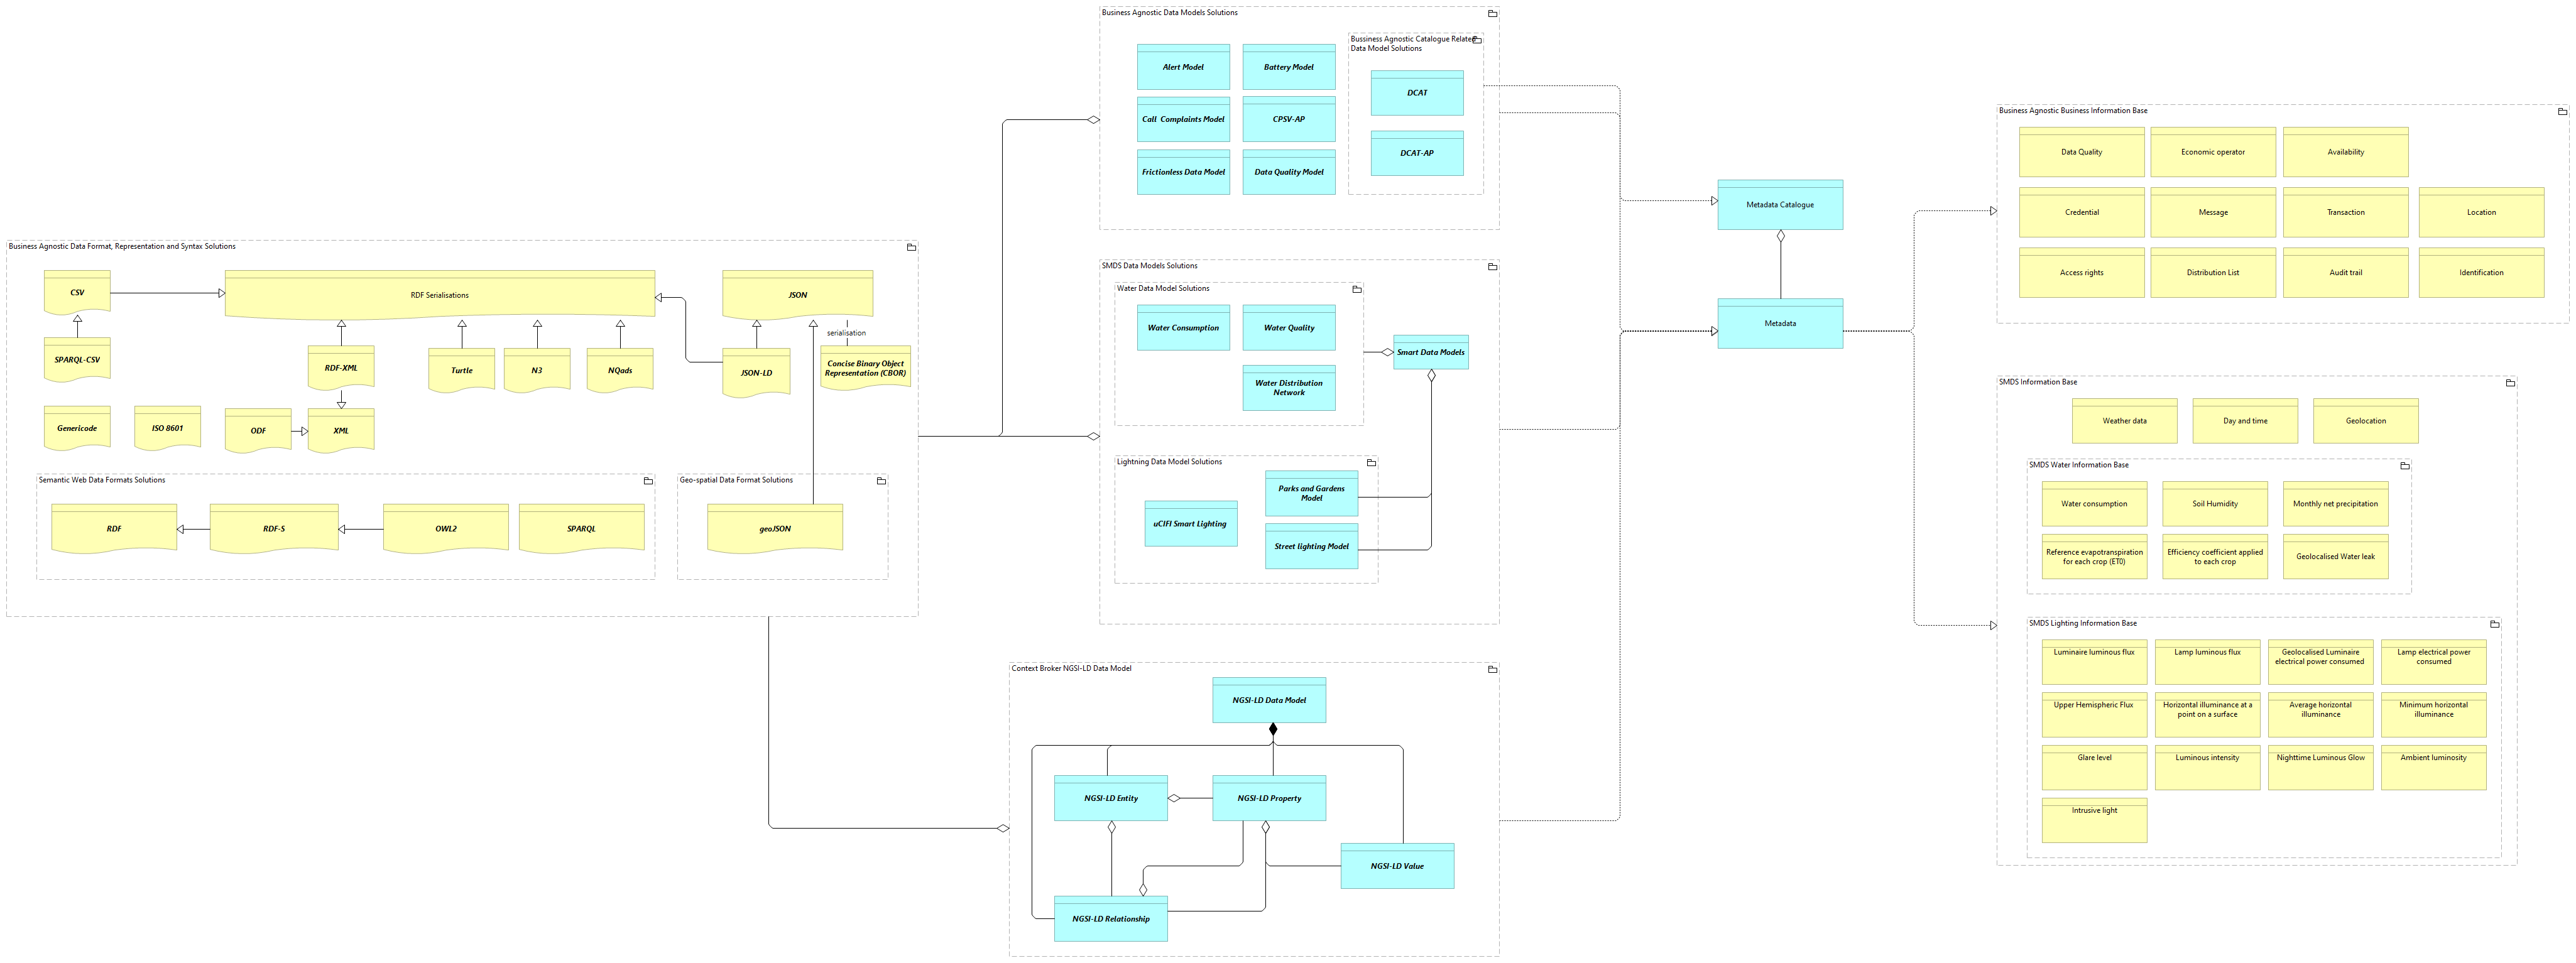 Business Agnostic Data Format, Representation and Syntax Solutions
CSV
RDF Serialisations
JSON
serialisation
SPARQL-CSV
RDF-XML
Turtle
N3
NQads
JSON-LD
Concise Binary Object
Representation (CBOR)
Genericode
ISO 8601
ODF
XML
Semantic Web Data Formats Solutions
RDF
RDF-S
OWL2
SPARQL
Geo-spatial Data Format Solutions
geoJSON
Business Agnostic Data Models Solutions
Alert Model
Battery Model
Call  Complaints Model
CPSV-AP
Frictionless Data Model
Data Quality Model
Bussiness Agnostic Catalogue Related
Data Model Solutions
DCAT
DCAT-AP
SMDS Data Models Solutions
Water Data Model Solutions
Water Consumption
Water Quality
Water Distribution
Network
Smart Data Models
Lightning Data Model Solutions
Parks and Gardens
Model
uCIFI Smart Lighting
Street lighting Model
Context Broker NGSI-LD Data Model
NGSI-LD Data Model
NGSI-LD Entity
NGSI-LD Property
NGSI-LD Value
NGSI-LD Relationship
Metadata Catalogue
Metadata
Business Agnostic Business Information Base
Data Quality
Economic operator
Availability
Credential
Message
Transaction
Location
Access rights
Distribution List
Audit trail
Identification
SMDS Information Base
Weather data
Day and time
Geolocation
SMDS Water Information Base
Water consumption
Soil Humidity
Monthly net precipitation
Reference evapotranspiration
for each crop (ET0)
Efficiency coefficient applied
to each crop
Geolocalised Water leak
SMDS Lighting Information Base
Luminaire luminous flux
Lamp luminous flux
Geolocalised Luminaire
electrical power consumed
Lamp electrical power
consumed
Upper Hemispheric Flux
Horizontal illuminance at a
point on a surface
Average horizontal
illuminance
Minimum horizontal
illuminance
Glare level
Luminous intensity
Nighttime Luminous Glow
Ambient luminosity
Intrusive light